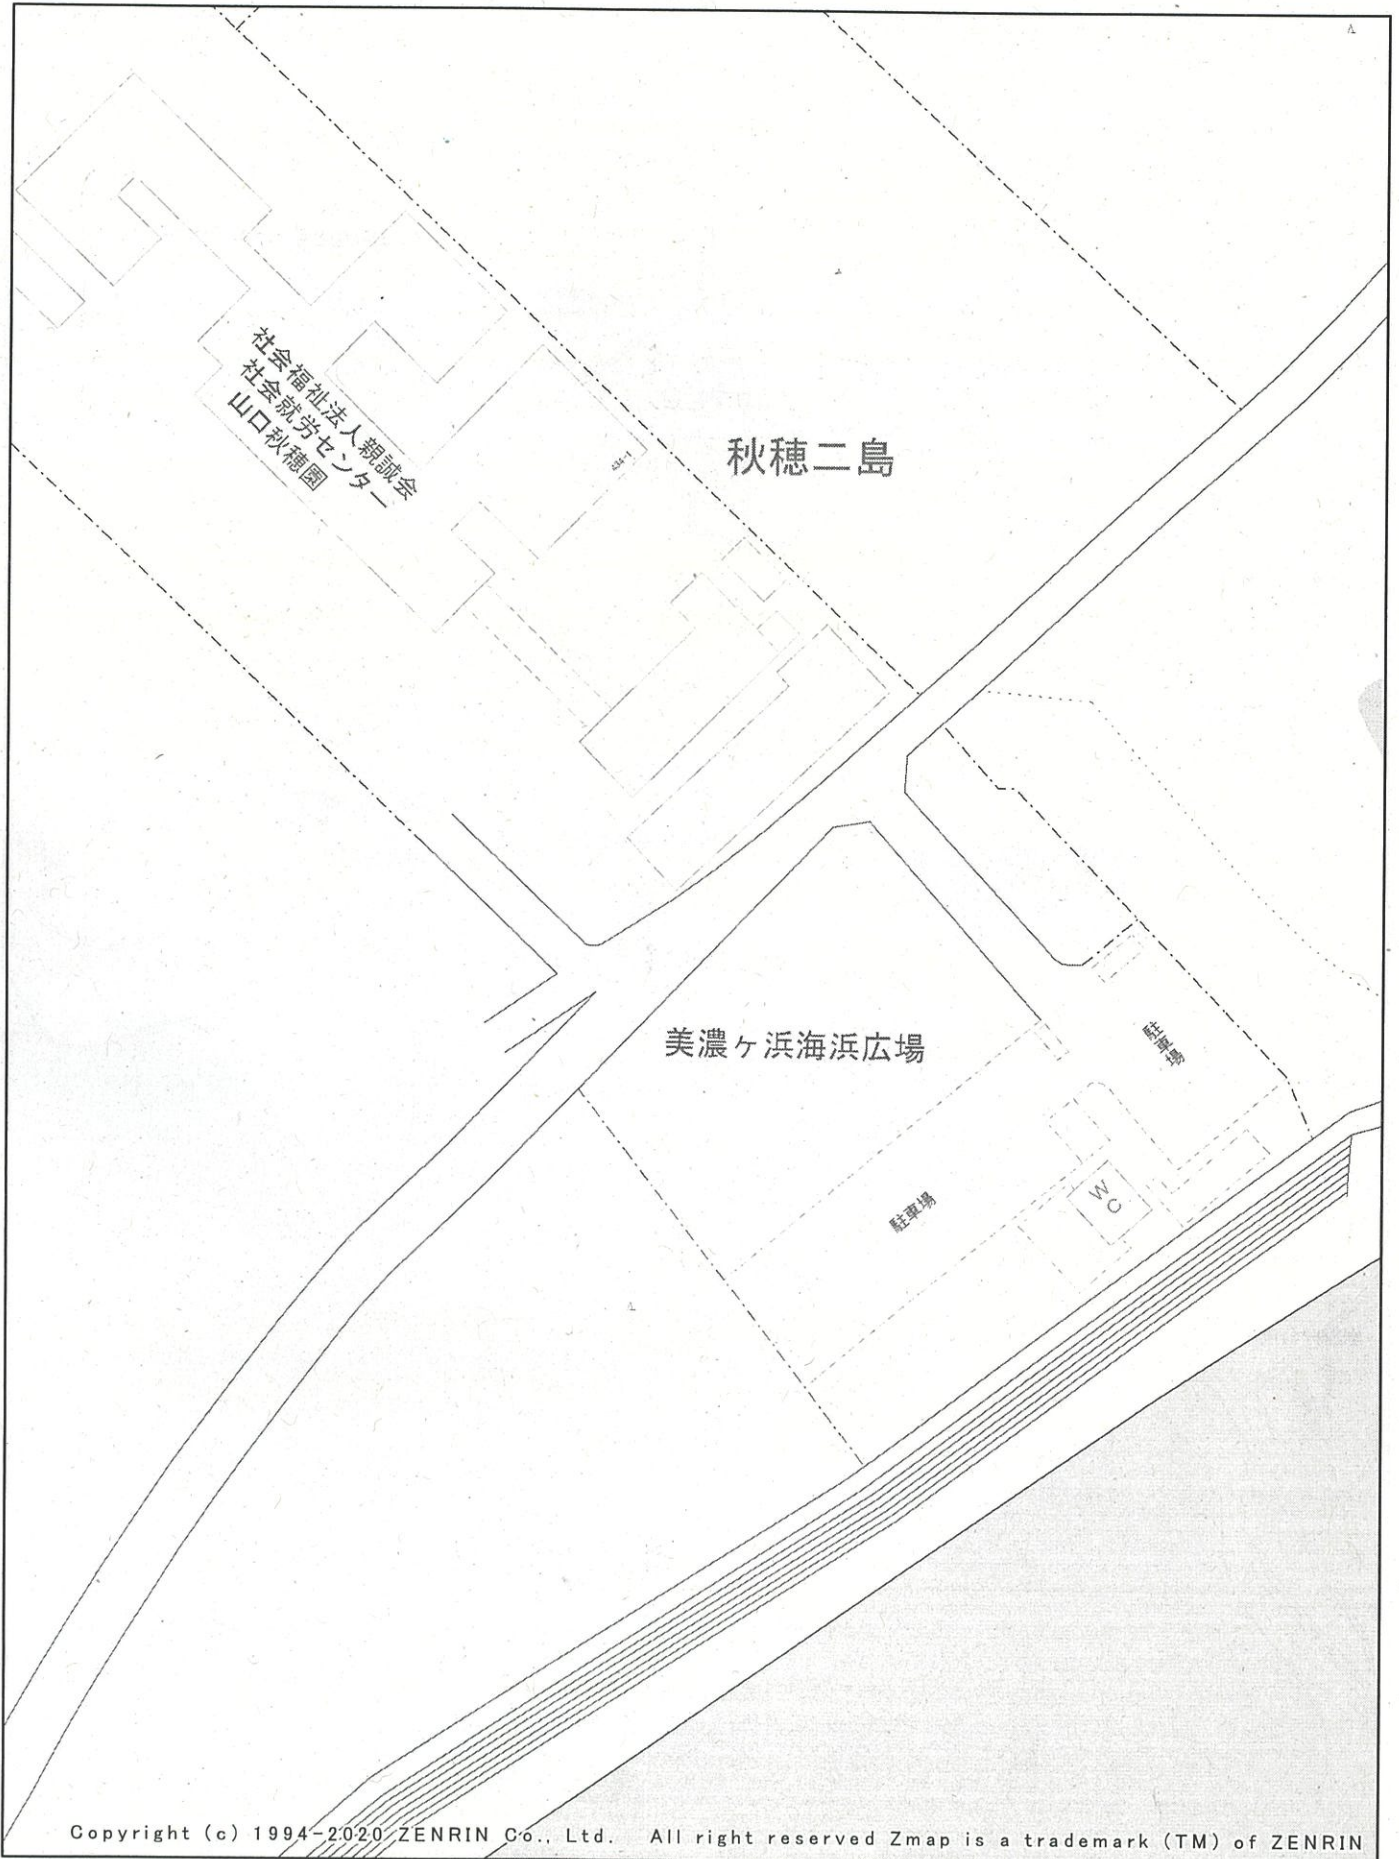 社会福祉法人親誠会
社会就労センター
山口秋穂園
434-1
秋穂二島
美濃ヶ浜海浜広場
駐車場
駐車場
WC
Copyright (c) 1994-2020 ZENRIN Co., Ltd. All right reserved Zmap is a trademark (TM) of ZENRIN